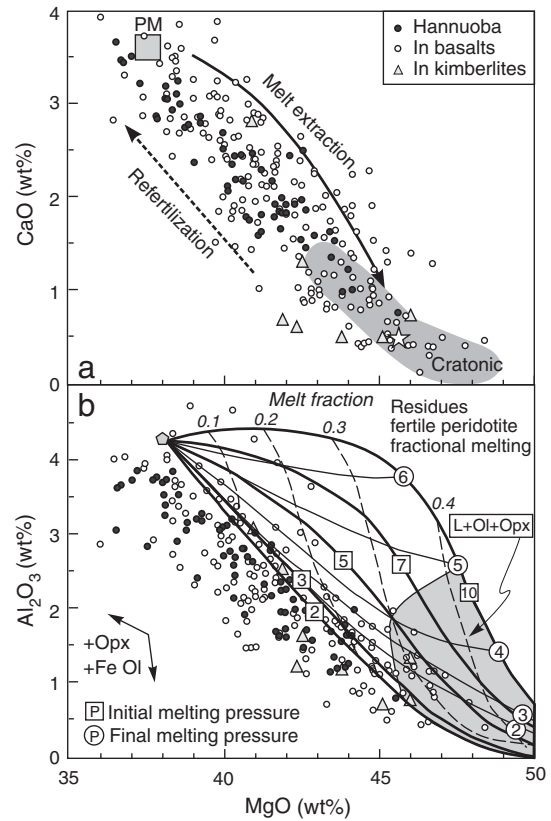 4
3
2
1
0
CaO (wt%)
PM
Hannuoba
In basalts
In kimberlites
Melt extraction
Refertilization
Cratonic
a
b
Melt fraction
0.1
0.2
0.3
0.4
Residues
fertile peridotite
fractional melting
L+Ol+Opx
6
5
4
3
2
5
7
10
3
2
+Opx
+Fe Ol
P Initial melting pressure
P Final melting pressure
4
3
2
1
0
Al2O3 (wt%)
35
40
45
50
MgO (wt%)